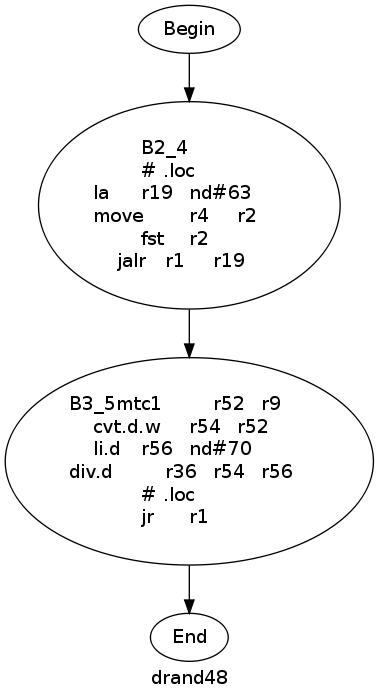 Begin
B2_4
# .loc
la r19 nd#63
move r4 r2
fst r2
jalr r1 r19
B3_5mtc1 r52 r9
cvt.d.w r54 r52
li.d r56 nd#70
div.d r36 r54 r56
# .loc
jr r1
End
drand48